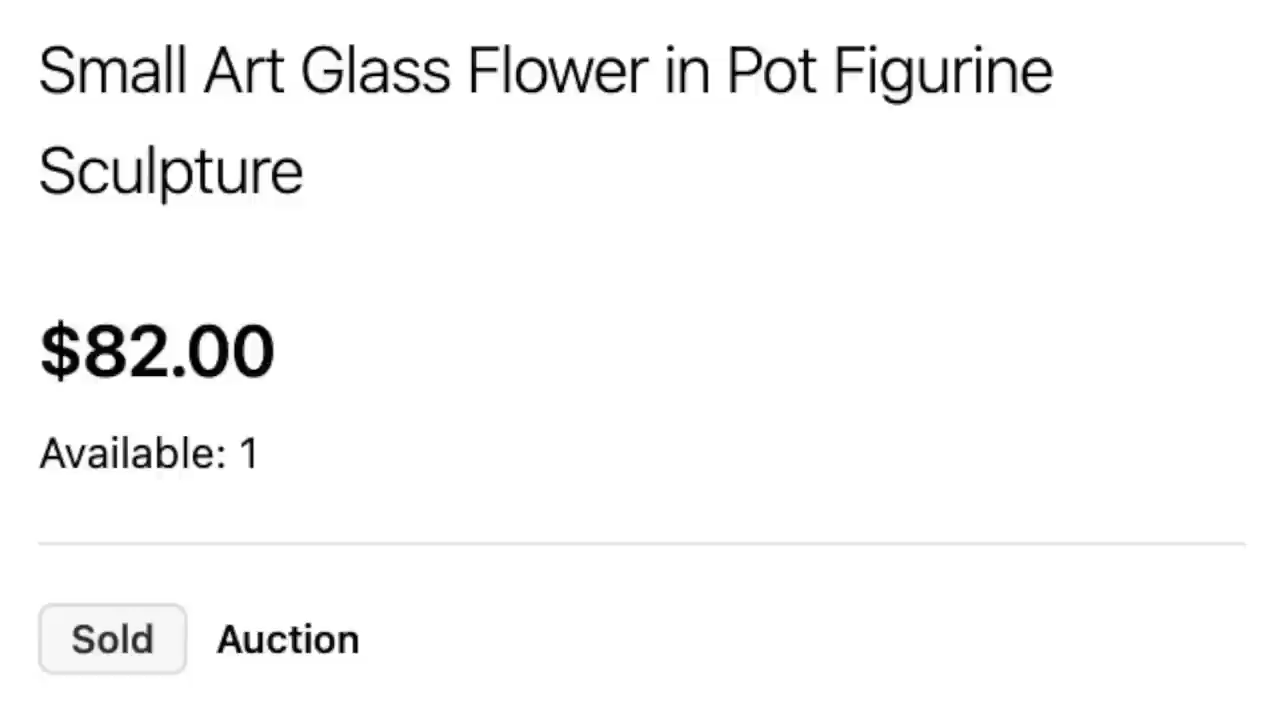 Small Art Glass Flower in Pot Figurine
Sculpture
$82.00
Available: 1
Sold Auction